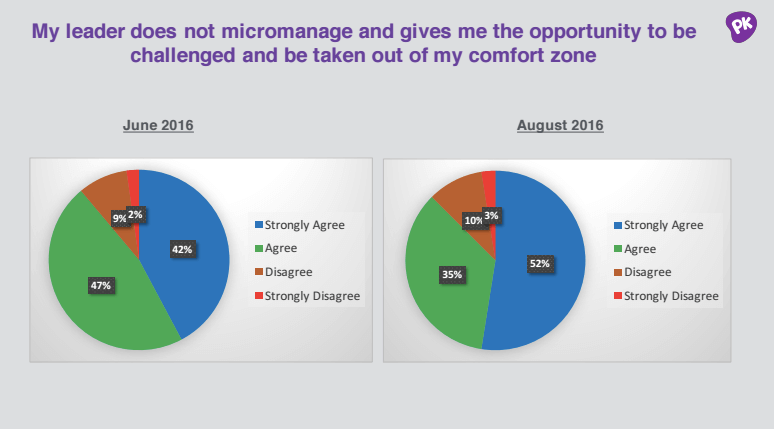 My leader does not micromanage and gives me the opportunity to be
challenged and be taken out of my comfort zone
PK
June 2016
August 2016
9%
2%
42%
47%
Strongly Agree
Agree
Disagree
Strongly Disagree
10%
3%
52%
35%
Strongly Agree
Agree
Disagree
Strongly Disagree